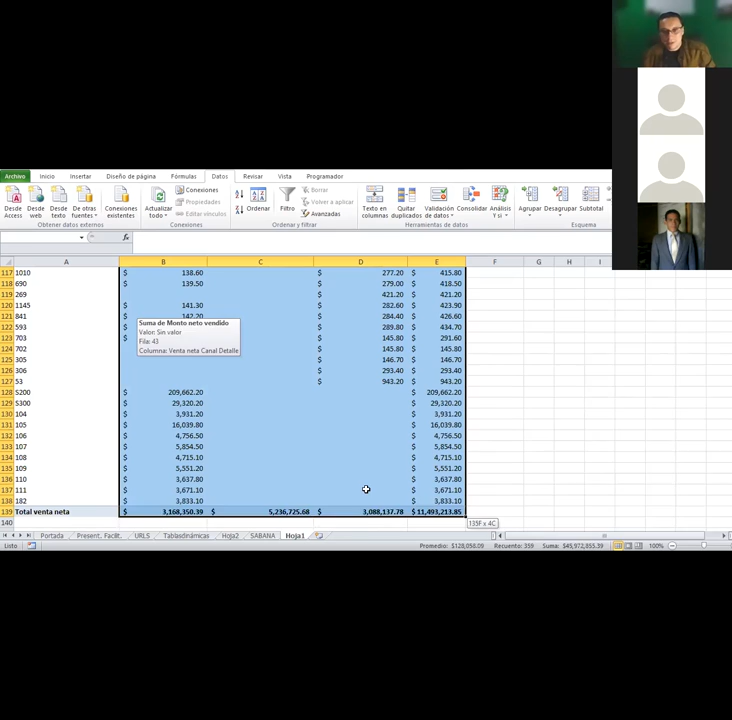 Archivo Inicio Insertar Diseño de página Fórmulas Datos Revisar Vista Programador
Desde Access
Desde web
Desde texto
De otras fuentes
Conexiones existentes
Actualizar todo
Conexiones
Propiedades
Editar vínculos
Ordenar
Filtro
Borrar
Volver a aplicar
Avanzadas
Texto en columnas
Quitar duplicados
Validación de datos
Consolidar
Análisis Y si
Agrupar
Desagrupar
Subtotal
Obtener datos externos Conexiones Ordenar y filtrar Herramientas de datos Esquema
fx
A B C D E F G H I
117 1010 $ 138.60 $ 277.20 $ 415.80
118 690 $ 139.50 $ 279.00 $ 418.50
119 269 $ 421.20 $ 421.20
120 1145 $ 141.30 $ 282.60 $ 423.90
121 841 $ 142.20 $ 284.40 $ 426.60
122 593 $ $ 289.80 $ 434.70
123 703 $ $ 145.80 $ 291.60
124 702 $ 145.80 $ 145.80
125 305 $ 146.70 $ 146.70
126 306 $ 293.40 $ 293.40
127 53 $ 943.20 $ 943.20
Suma de Monto neto vendido
Valor: Sin valor
Fila: 43
Columna: Venta neta Canal Detalle
128 S200 $ 209,662.20 $ 209,662.20
129 S300 $ 29,320.20 $ 29,320.20
130 104 $ 3,931.20 $ 3,931.20
131 105 $ 16,039.80 $ 16,039.80
132 106 $ 4,756.50 $ 4,756.50
133 107 $ 5,854.50 $ 5,854.50
134 108 $ 4,715.10 $ 4,715.10
135 109 $ 5,551.20 $ 5,551.20
136 110 $ 3,637.80 $ 3,637.80
137 111 $ 3,671.10 $ 3,671.10
138 182 $ 3,833.10 $ 3,833.10
139 Total venta neta $ 3,168,350.39 $ 5,236,725.68 $ 3,088,137.78 $ 11,493,213.85
140
135F x 4C
Portada Present. Facilit. URLS Tablasdinámicas Hoja2 SABANA Hoja1
Listo Promedio: $128,058.09 Recuento: 359 Suma: $45,972,855.39 100%